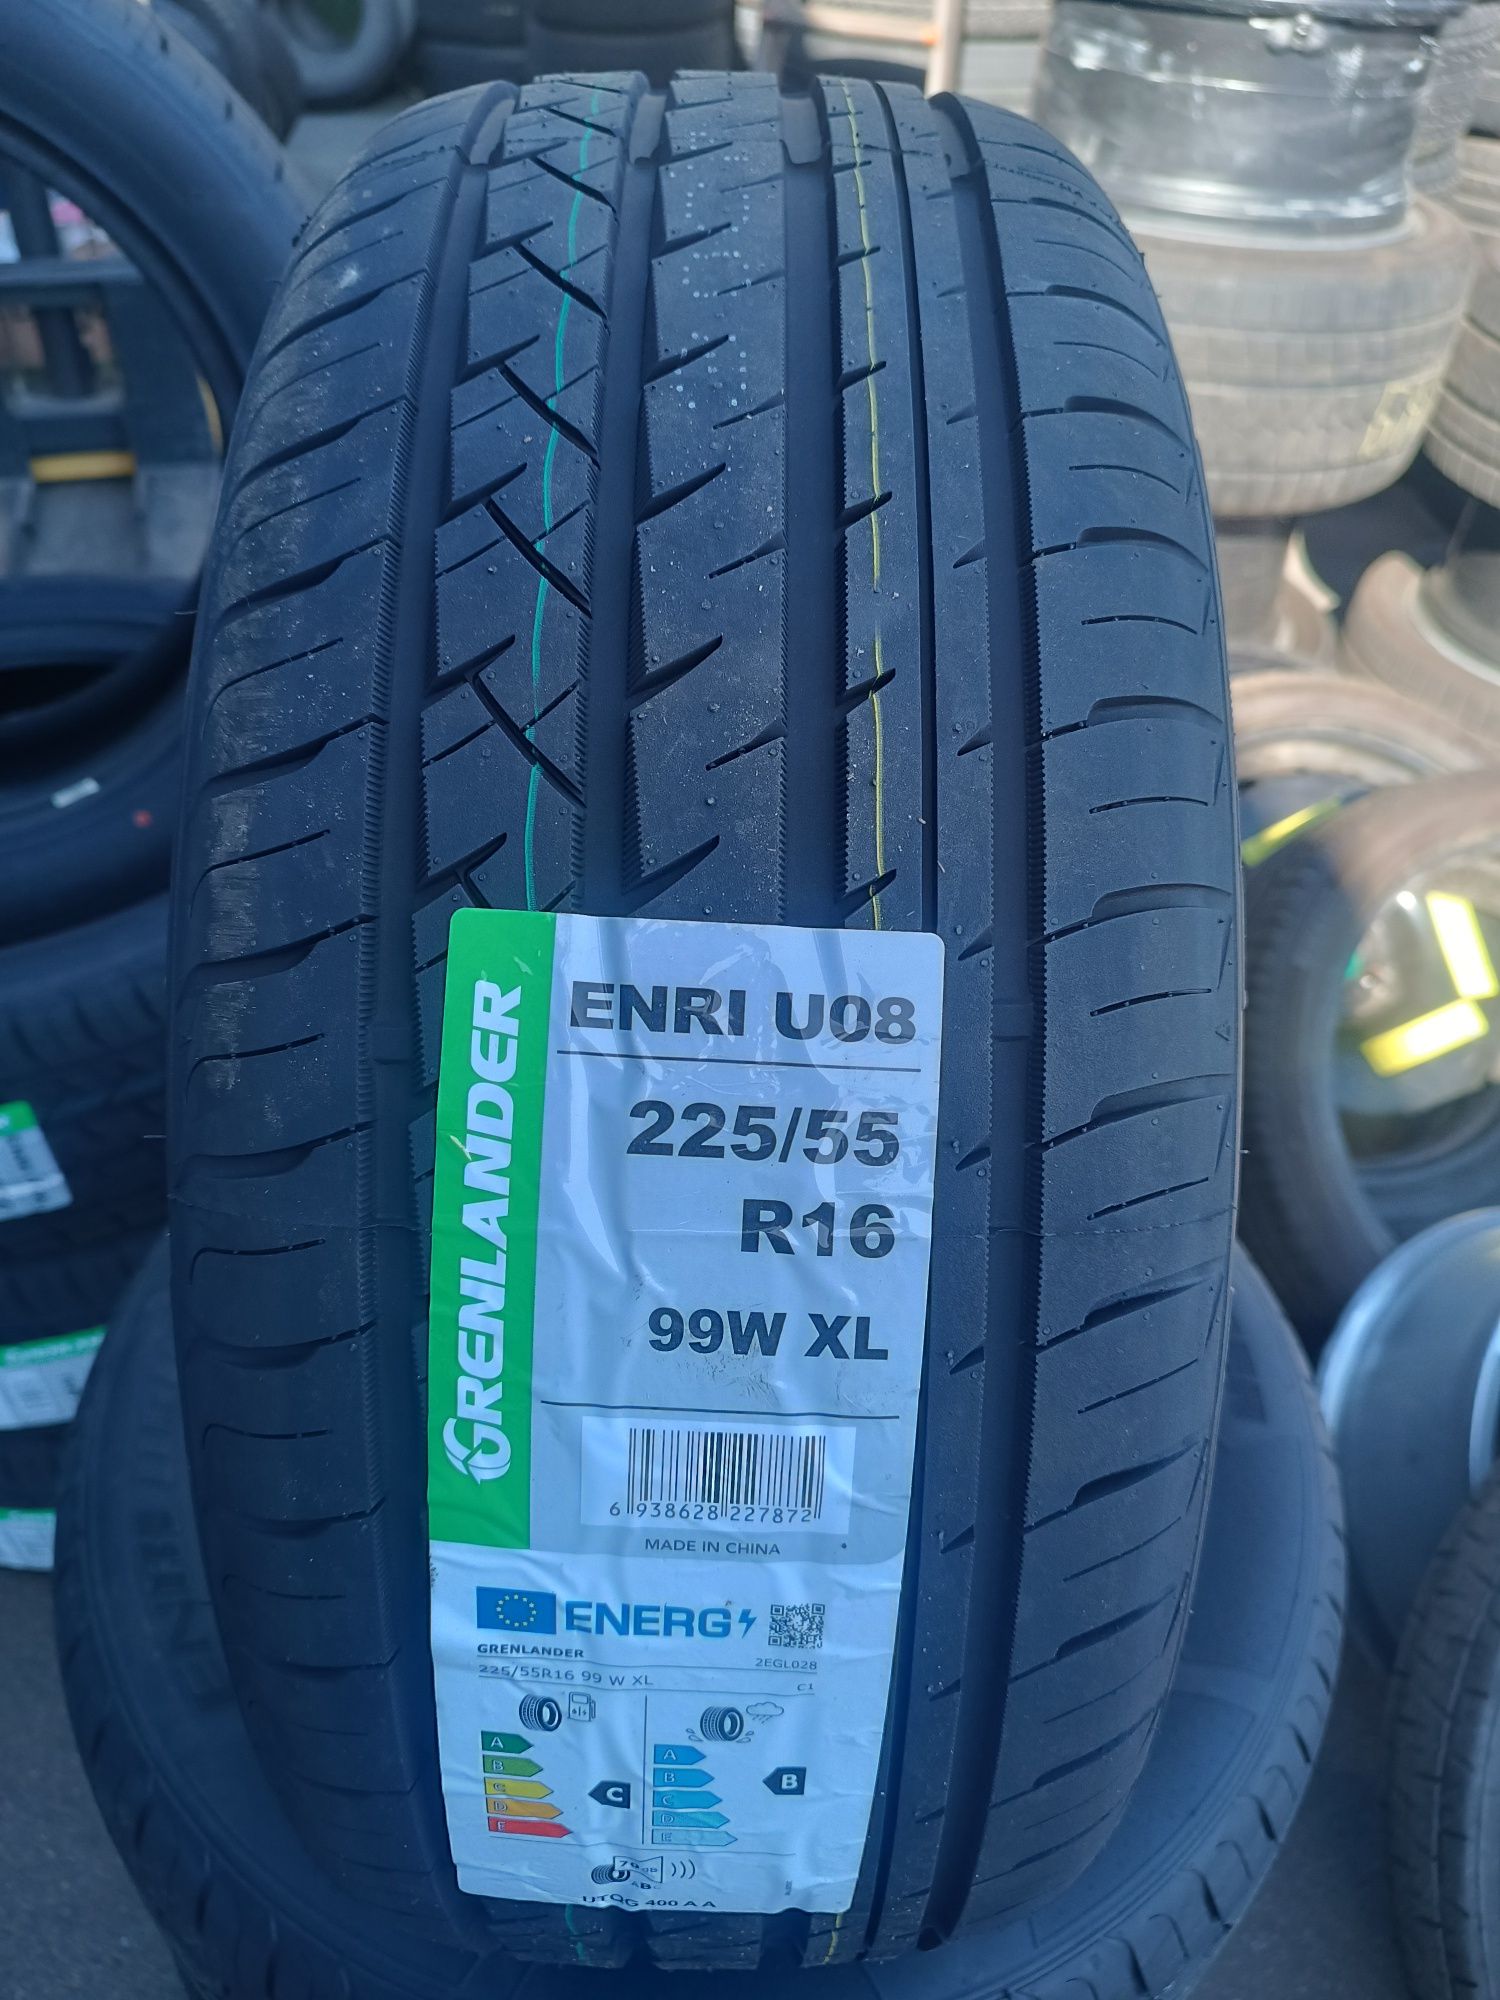 GRENLANDER
ENRI U08
225/55
R16
99W XL
6 938628 227872
MADE IN CHINA
ENERG
GRENLANDER
2EGL028
225/55R16 99 W XL
C1
A
B
C
D
E
C
A
B
C
D
E
B
UTQG 400 A A